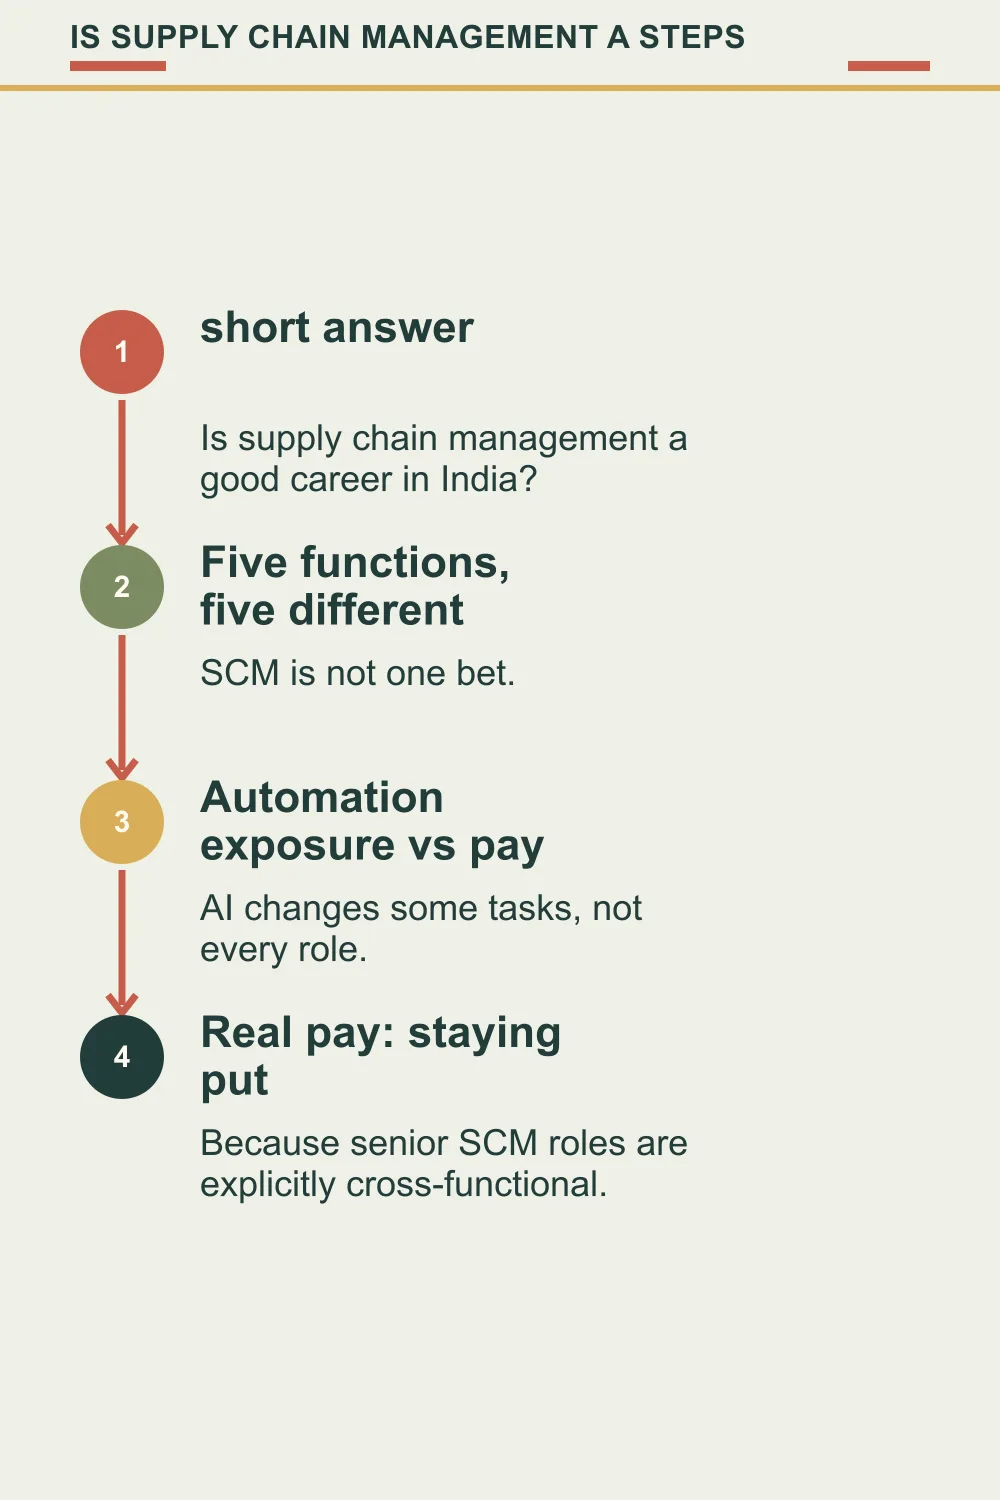 IS SUPPLY CHAIN MANAGEMENT A STEPS
1
short answer
Is supply chain management a
good career in India?
2
Five functions,
five different
SCM is not one bet.
3
Automation
exposure vs pay
AI changes some tasks, not
every role.
4
Real pay: staying
put
Because senior SCM roles are
explicitly cross-functional.